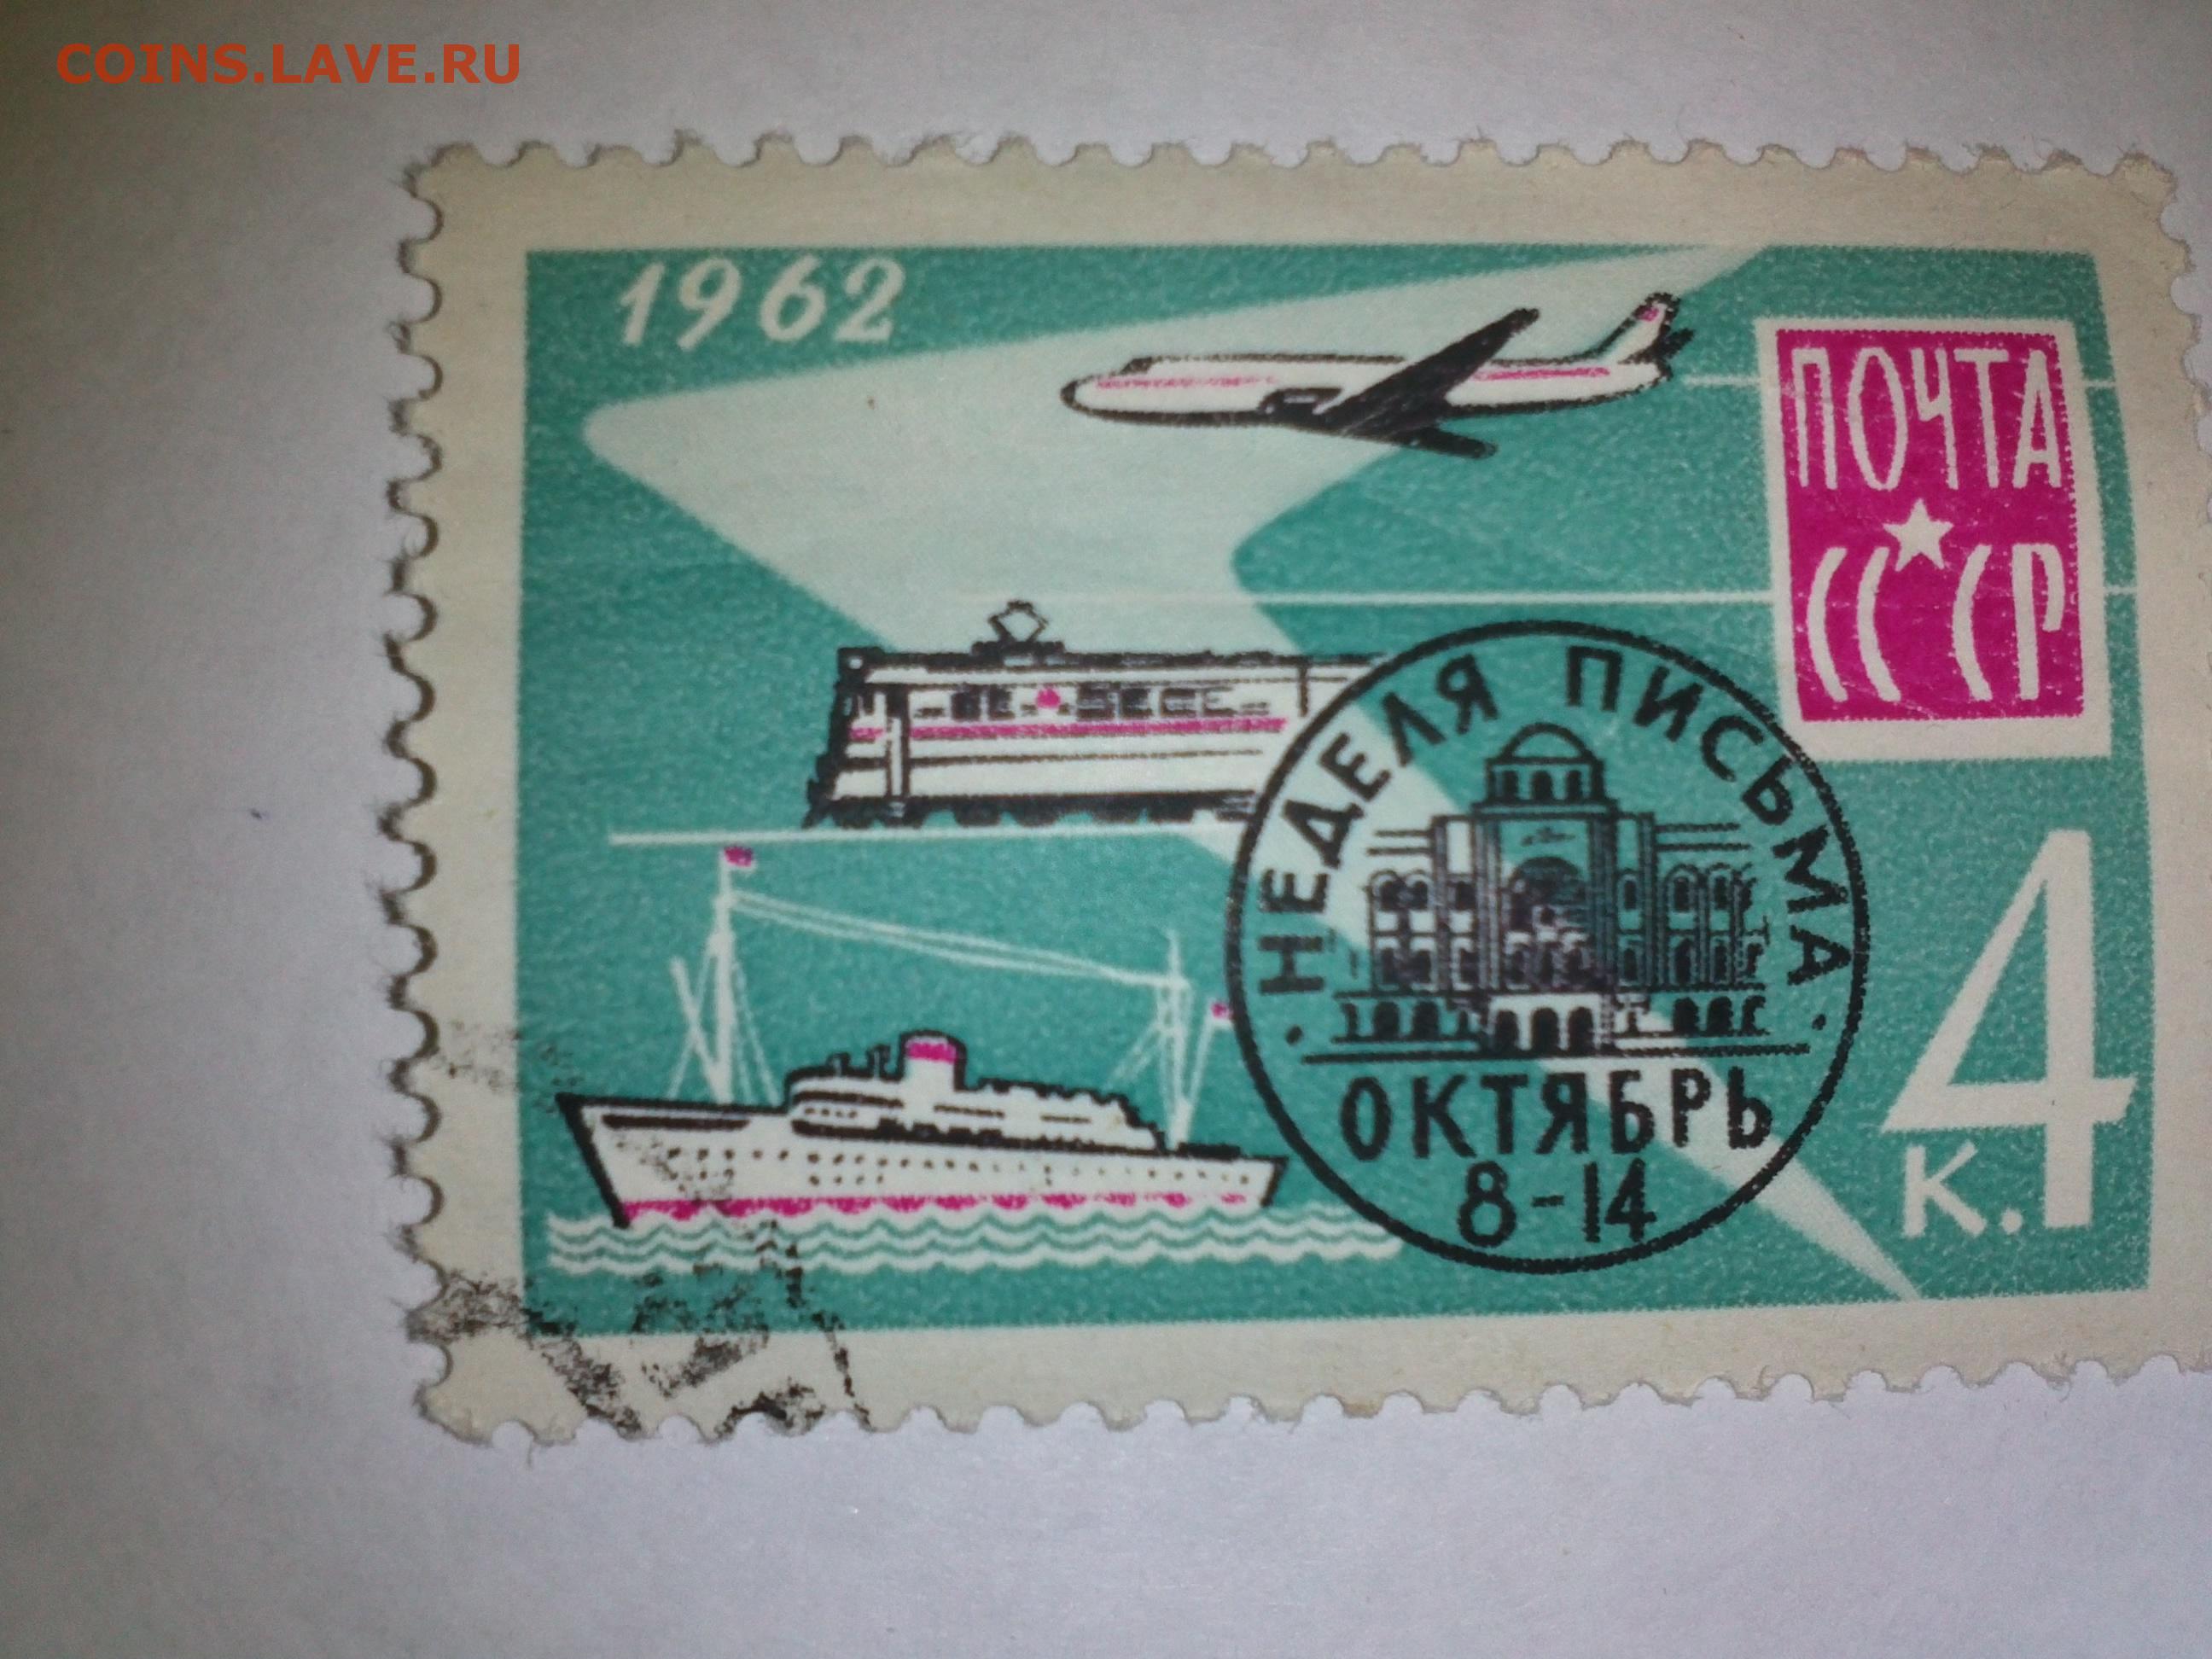 COINS.LAVE.RU
1962
ПОЧТА
СССР
НЕДЕЛЯ ПИСЬМА
ОКТЯБРЬ
8-14
4
к.